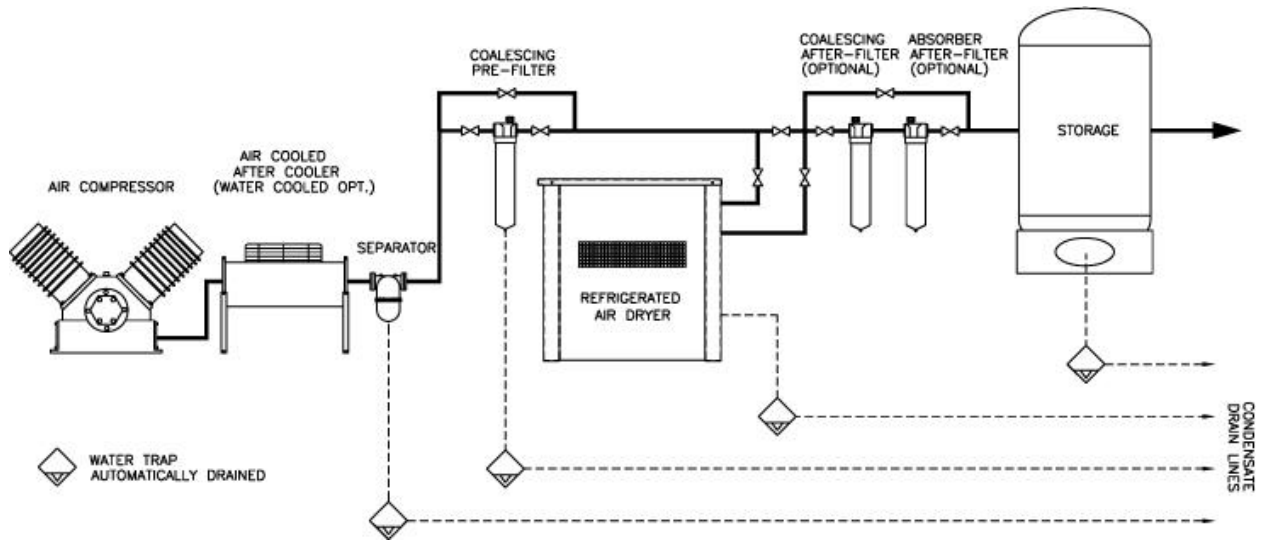 COALESCING
PRE-FILTER
COALESCING
AFTER-FILTER
(OPTIONAL)
ABSORBER
AFTER-FILTER
(OPTIONAL)
STORAGE
AIR COOLED
AFTER COOLER
(WATER COOLED OPT.)
AIR COMPRESSOR
SEPARATOR
REFRIGERATED
AIR DRYER
WATER TRAP
AUTOMATICALLY DRAINED
CONDENSATE
DRAIN LINES